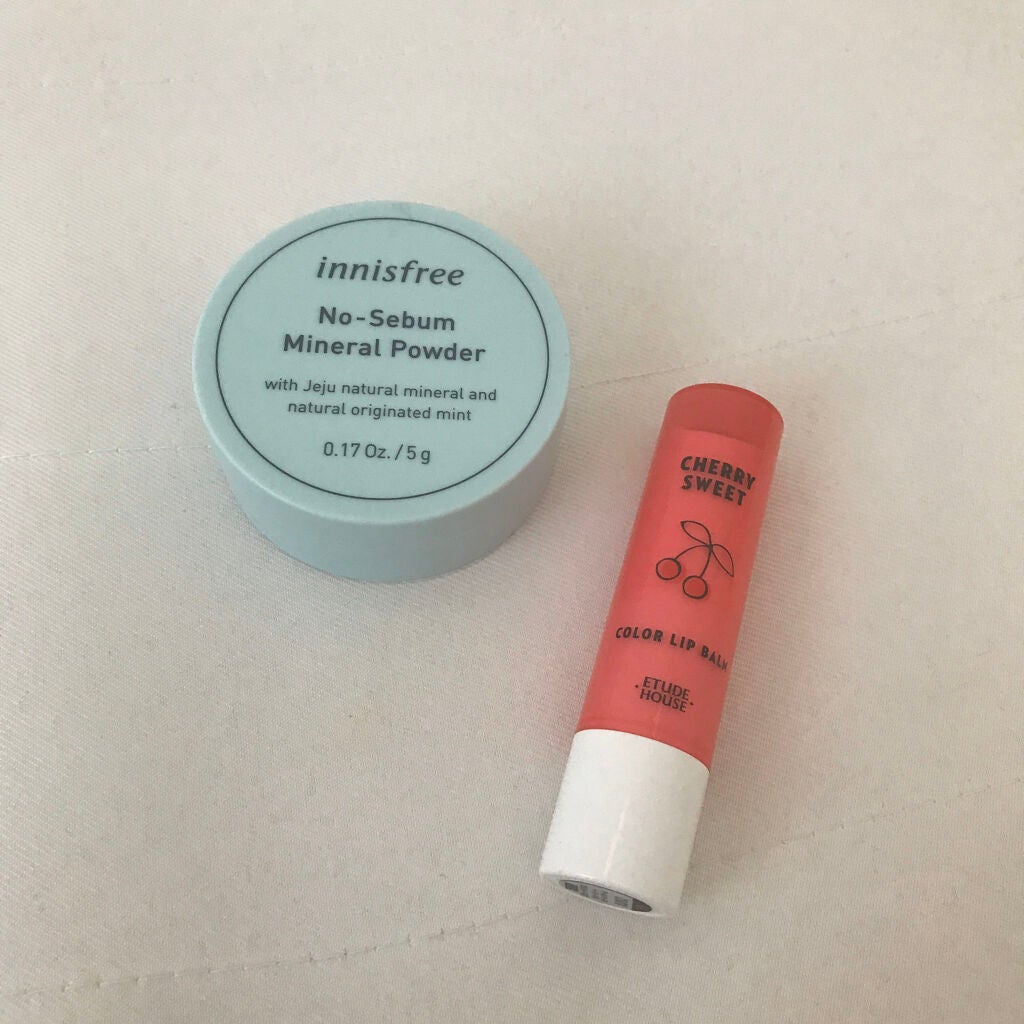 innisfree
No-Sebum
Mineral Powder
with Jeju natural mineral and
natural originated mint
0.17 Oz. / 5 g
CHERRY
SWEET
COLOR LIP BALM
· ETUDE ·
HOUSE